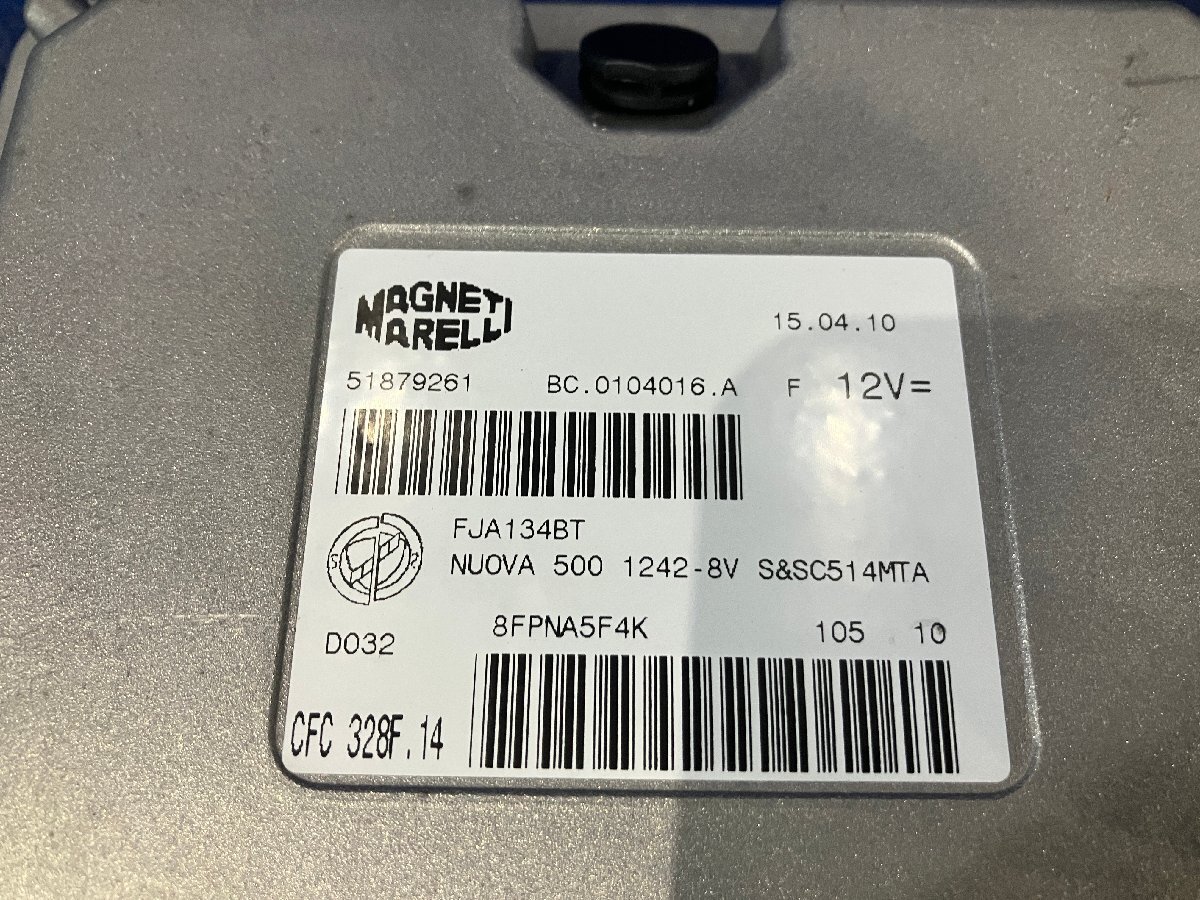 MAGNETI
MARELLI
15.04.10
51879261 BC.0104016.A F 12V=
FJA134BT
NUOVA 500 1242-8V S&SC514MTA
8FPNA5F4K 105 10
D032
CFC 328F.14